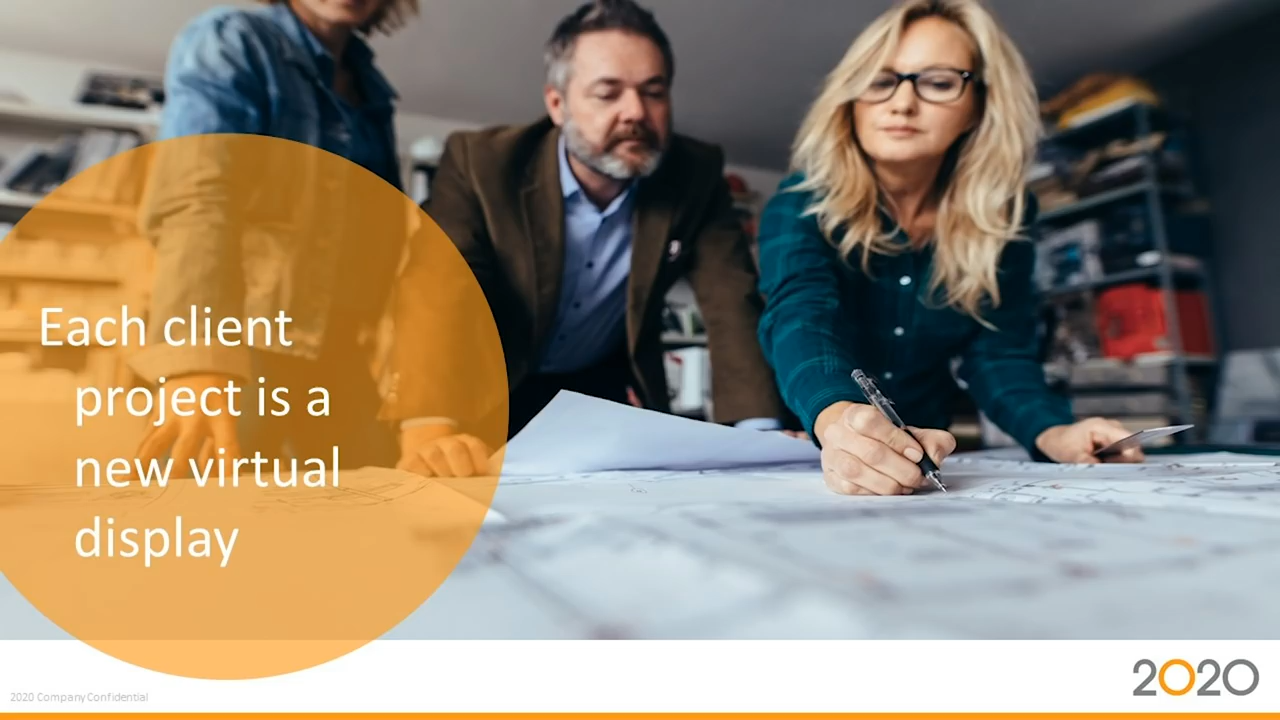 Each client
project is a
new virtual
display
2020 Company Confidential
2020